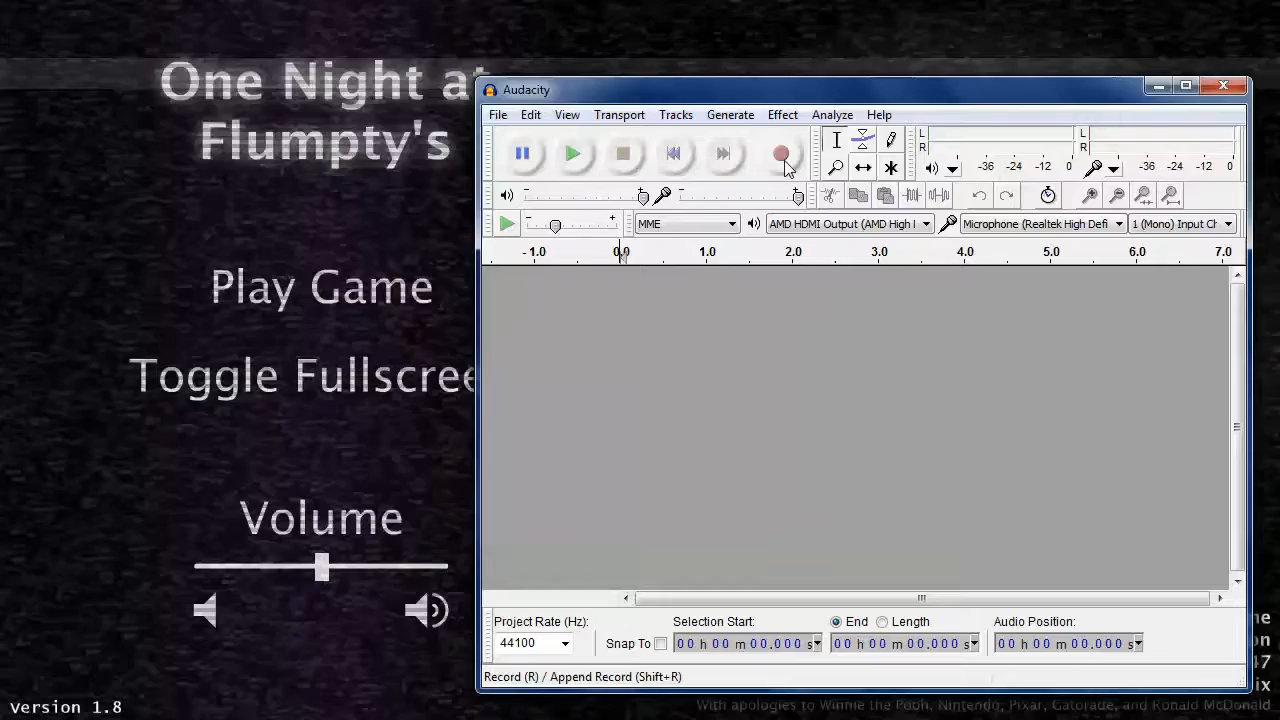 One Night at
Flumpty's
Play Game
Toggle Fullscree
Volume
version 1.8
Audacity
File Edit View Transport Tracks Generate Effect Analyze Help
L
R
-36 -24 -12 0
L
R
-36 -24 -12 0
MME
AMD HDMI Output (AMD High I
Microphone (Realtek High Defi
1 (Mono) Input Ch
- 1.0 0.0 1.0 2.0 3.0 4.0 5.0 6.0 7.0
Project Rate (Hz):
44100
Snap To
Selection Start:
00 h 00 m 00.000 s
End Length
00 h 00 m 00.000 s
Audio Position:
00 h 00 m 00.000 s
Record (R) / Append Record (Shift+R)
ne
on
47
ix
With apologies to Winnie the Pooh, Nintendo, Pixar, Gatorade, and Ronald McDonald